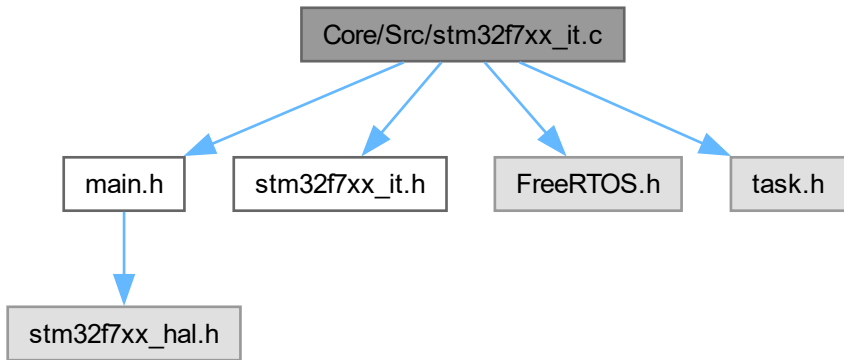 Core/Src/stm32f7xx_it.c
main.h
stm32f7xx_it.h
FreeRTOS.h
task.h
stm32f7xx_hal.h